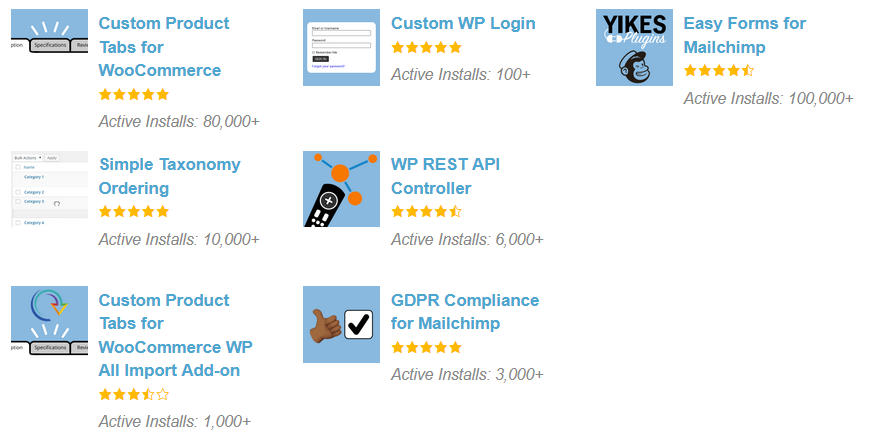 ption
Specifications
Revie
Custom Product
Tabs for
WooCommerce
Active Installs: 80,000+
Email or Username
Password
Remember Me
SIGN IN
Forgot your password?
Custom WP Login
Active Installs: 100+
YIKES
Plugins
Easy Forms for
Mailchimp
Active Installs: 100,000+
Bulk Actions Apply
Name
Category 1
Category 2
Category 3
Category 4
Simple Taxonomy
Ordering
Active Installs: 10,000+
WP REST API
Controller
Active Installs: 6,000+
ption
Specifications
Revie
Custom Product
Tabs for
WooCommerce WP
All Import Add-on
Active Installs: 1,000+
GDPR Compliance
for Mailchimp
Active Installs: 3,000+